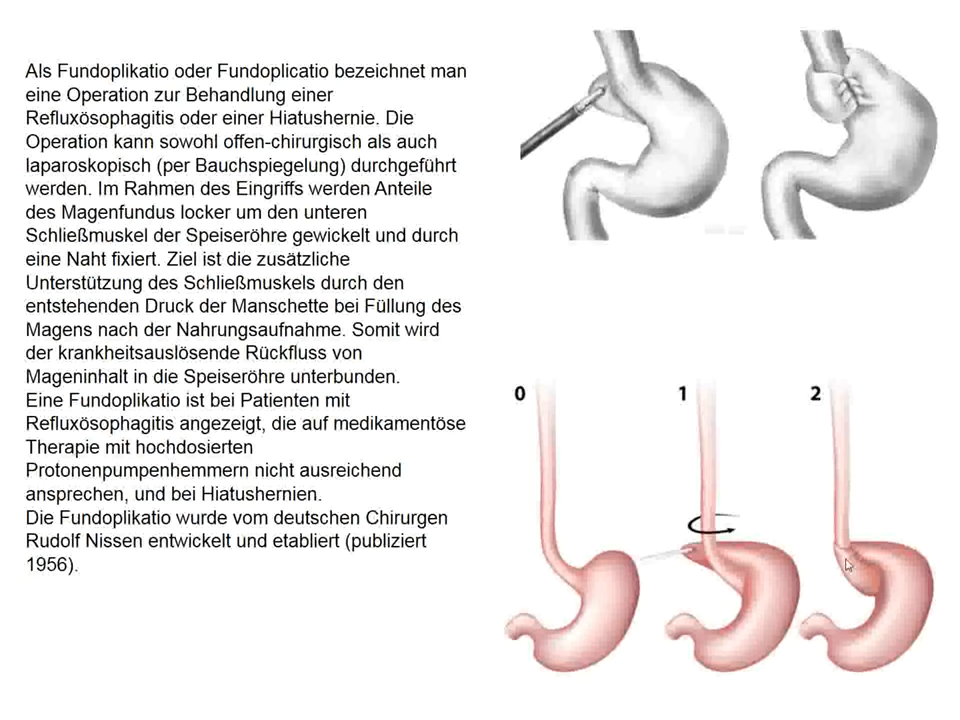 Als Fundoplikatio oder Fundoplicatio bezeichnet man
eine Operation zur Behandlung einer
Refluxösophagitis oder einer Hiatushernie. Die
Operation kann sowohl offen-chirurgisch als auch
laparoskopisch (per Bauchspiegelung) durchgeführt
werden. Im Rahmen des Eingriffs werden Anteile
des Magenfundus locker um den unteren
Schließmuskel der Speiseröhre gewickelt und durch
eine Naht fixiert. Ziel ist die zusätzliche
Unterstützung des Schließmuskels durch den
entstehenden Druck der Manschette bei Füllung des
Magens nach der Nahrungsaufnahme. Somit wird
der krankheitsauslösende Rückfluss von
Mageninhalt in die Speiseröhre unterbunden.
Eine Fundoplikatio ist bei Patienten mit
Refluxösophagitis angezeigt, die auf medikamentöse
Therapie mit hochdosierten
Protonenpumpenhemmern nicht ausreichend
ansprechen, und bei Hiatushernien.
Die Fundoplikatio wurde vom deutschen Chirurgen
Rudolf Nissen entwickelt und etabliert (publiziert
1956).
0 1 2